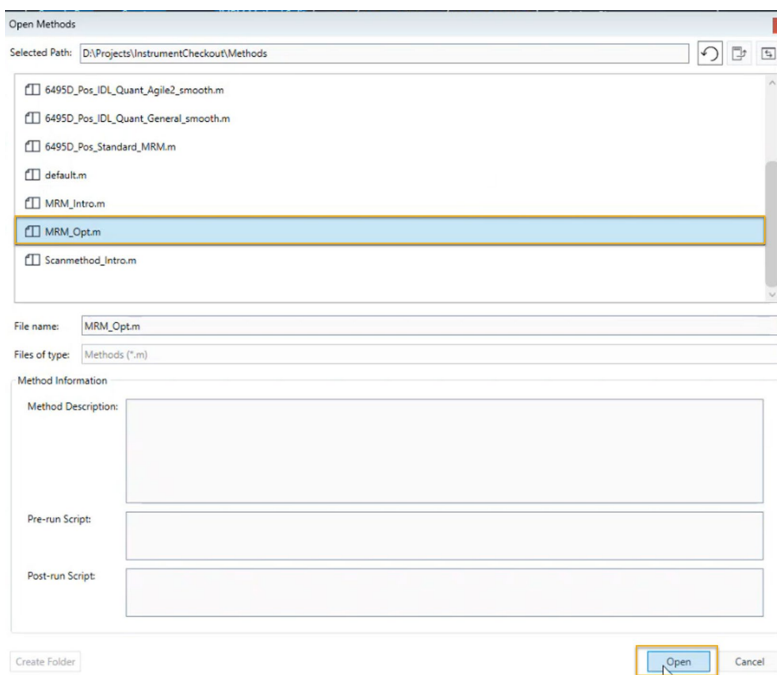 Open Methods
Selected Path: D:\Projects\InstrumentCheckout\Methods
6495D_Pos_IDL_Quant_Agile2_smooth.m
6495D_Pos_IDL_Quant_General_smooth.m
6495D_Pos_Standard_MRM.m
default.m
MRM_Intro.m
MRM_Opt.m
Scanmethod_Intro.m
File name: MRM_Opt.m
Files of type: Methods (*.m)
Method Information
Method Description:
Pre-run Script:
Post-run Script:
Create Folder Open Cancel